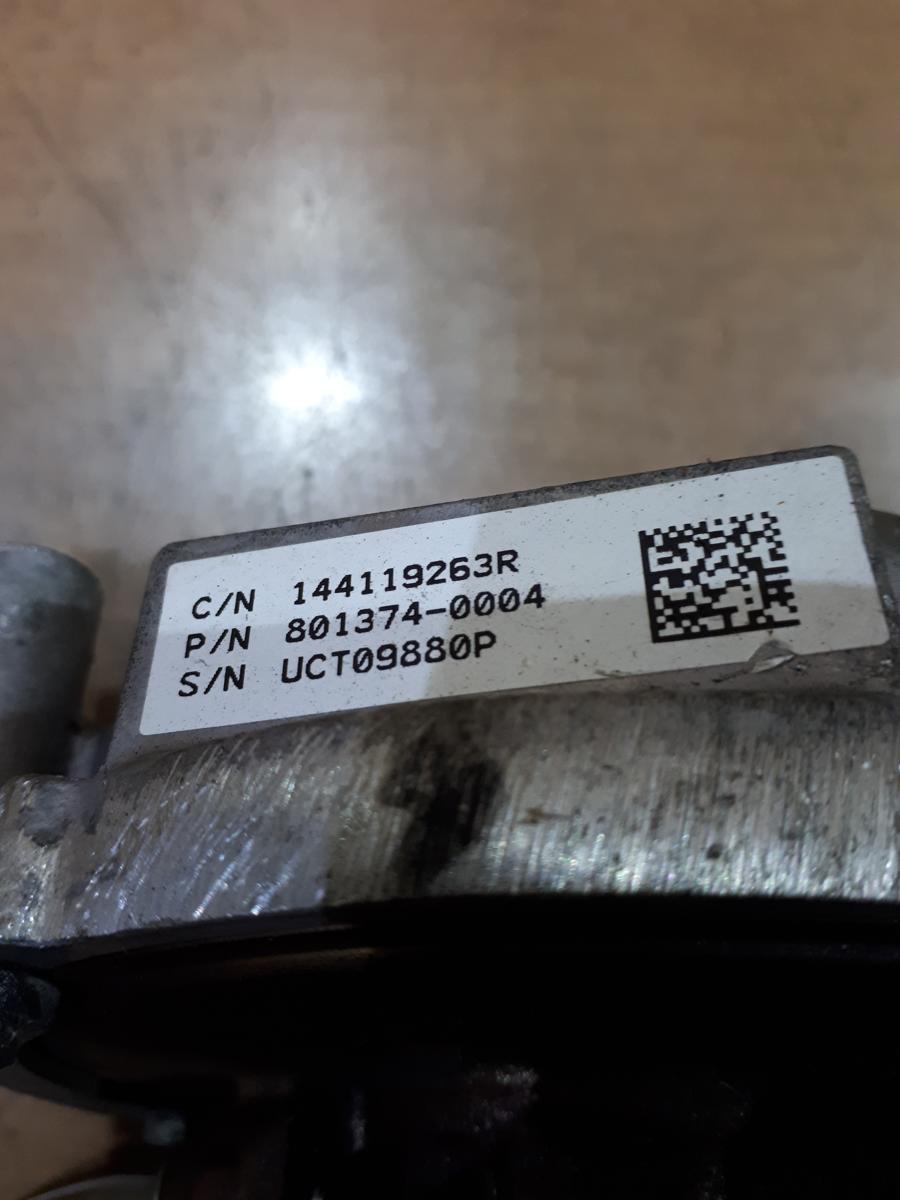 C/N 144119263R
P/N 801374-0004
S/N UCT09880P